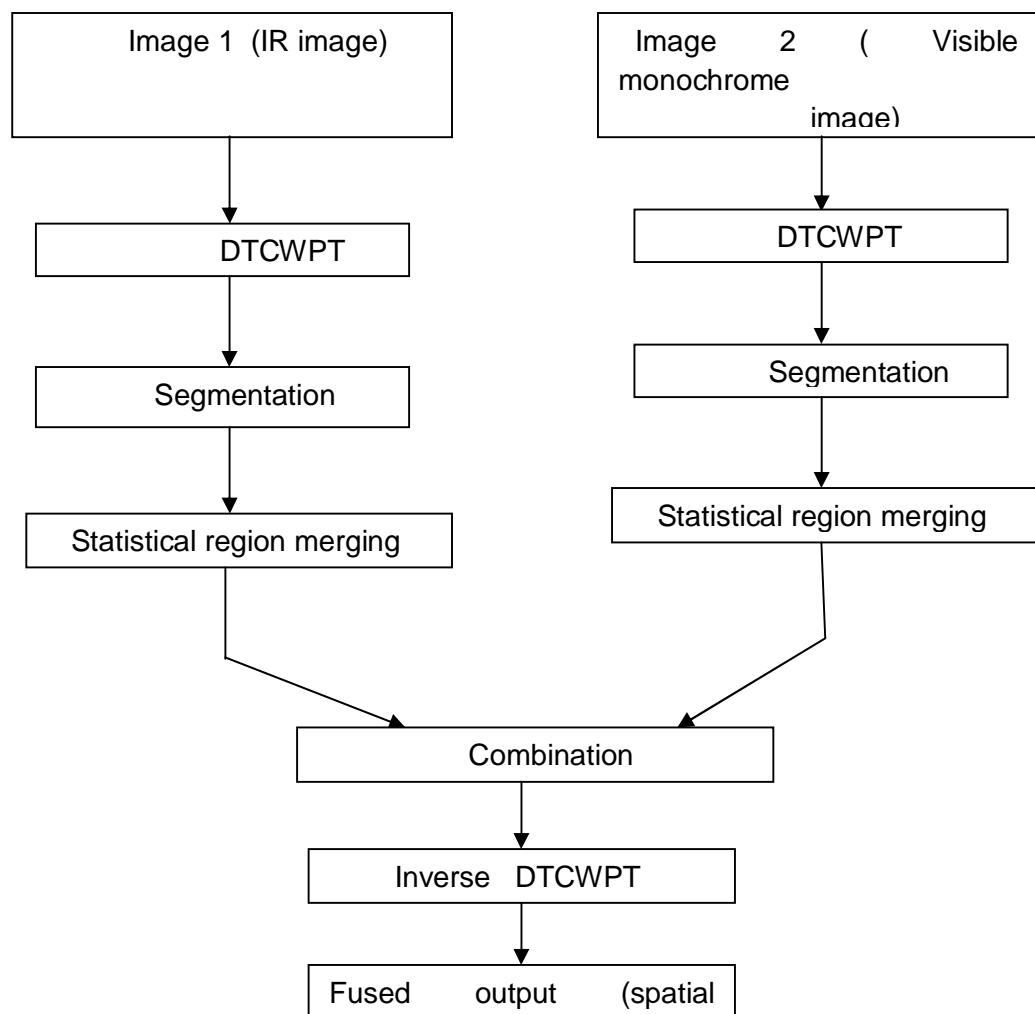 Image 1 (IR image)
Image 2 ( Visible
monochrome
image)
DTCWPT
DTCWPT
Segmentation
Segmentation
Statistical region merging
Statistical region merging
Combination
Inverse DTCWPT
Fused output (spatial